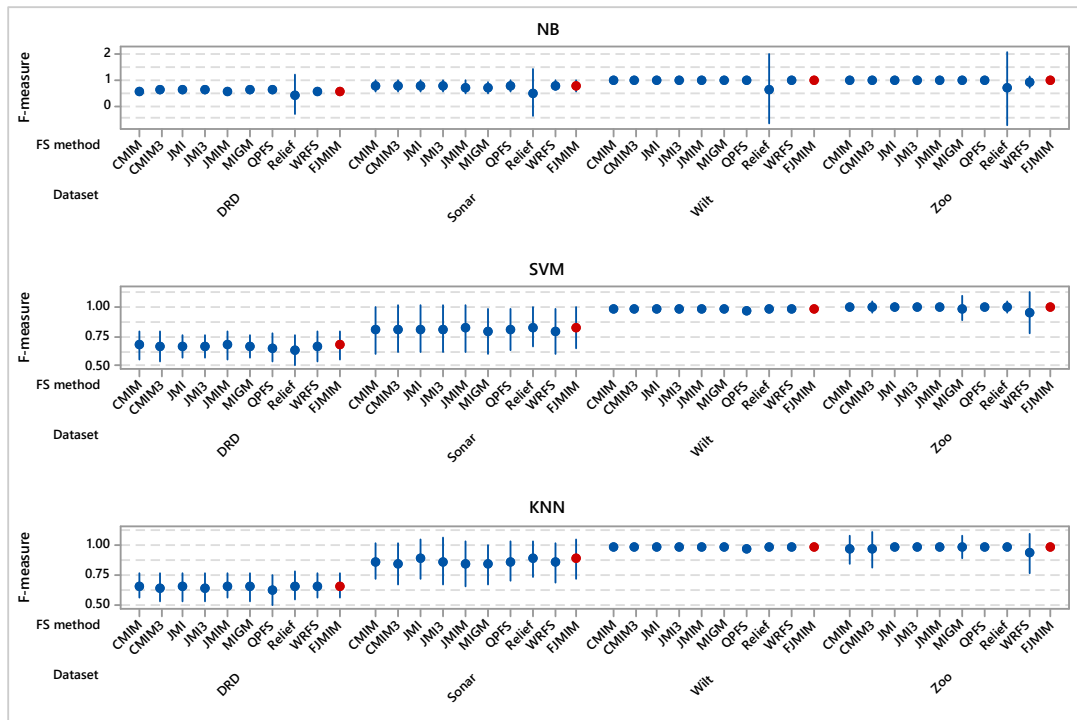 NB
F-measure
2
1
0
FS method
CMIM CMIM3 JMI JMI3 JMIM MIGM QPFS Relief WRFS FJMIM CMIM CMIM3 JMI JMI3 JMIM MIGM QPFS Relief WRFS FJMIM CMIM CMIM3 JMI JMI3 JMIM MIGM QPFS Relief WRFS FJMIM CMIM CMIM3 JMI JMI3 JMIM MIGM QPFS Relief WRFS FJMIM
Dataset
DRD Sonar Wilt Zoo
SVM
F-measure
1.00
0.75
0.50
FS method
CMIM CMIM3 JMI JMI3 JMIM MIGM QPFS Relief WRFS FJMIM CMIM CMIM3 JMI JMI3 JMIM MIGM QPFS Relief WRFS FJMIM CMIM CMIM3 JMI JMI3 JMIM MIGM QPFS Relief WRFS FJMIM CMIM CMIM3 JMI JMI3 JMIM MIGM QPFS Relief WRFS FJMIM
Dataset
DRD Sonar Wilt Zoo
KNN
F-measure
1.00
0.75
0.50
FS method
CMIM CMIM3 JMI JMI3 JMIM MIGM QPFS Relief WRFS FJMIM CMIM CMIM3 JMI JMI3 JMIM MIGM QPFS Relief WRFS FJMIM CMIM CMIM3 JMI JMI3 JMIM MIGM QPFS Relief WRFS FJMIM CMIM CMIM3 JMI JMI3 JMIM MIGM QPFS Relief WRFS FJMIM
Dataset
DRD Sonar Wilt Zoo